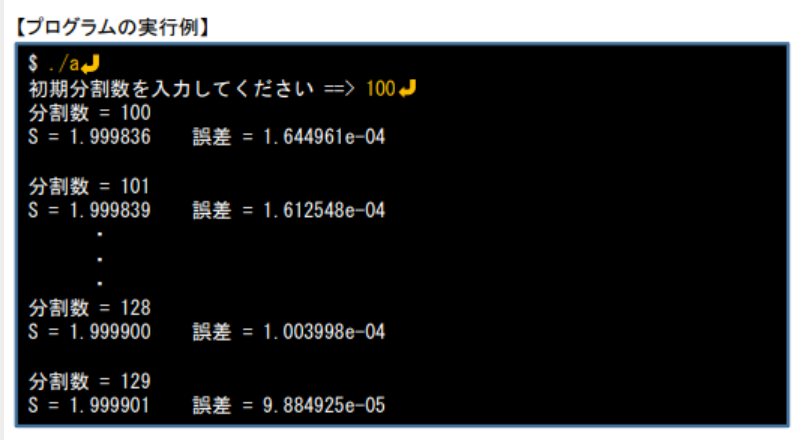 【プログラムの実行例】
$ ./a
初期分割数を入力してください ==> 100
分割数 = 100
S = 1.999836 誤差 = 1.644961e-04
分割数 = 101
S = 1.999839 誤差 = 1.612548e-04
・
・
・
分割数 = 128
S = 1.999900 誤差 = 1.003998e-04
分割数 = 129
S = 1.999901 誤差 = 9.884925e-05